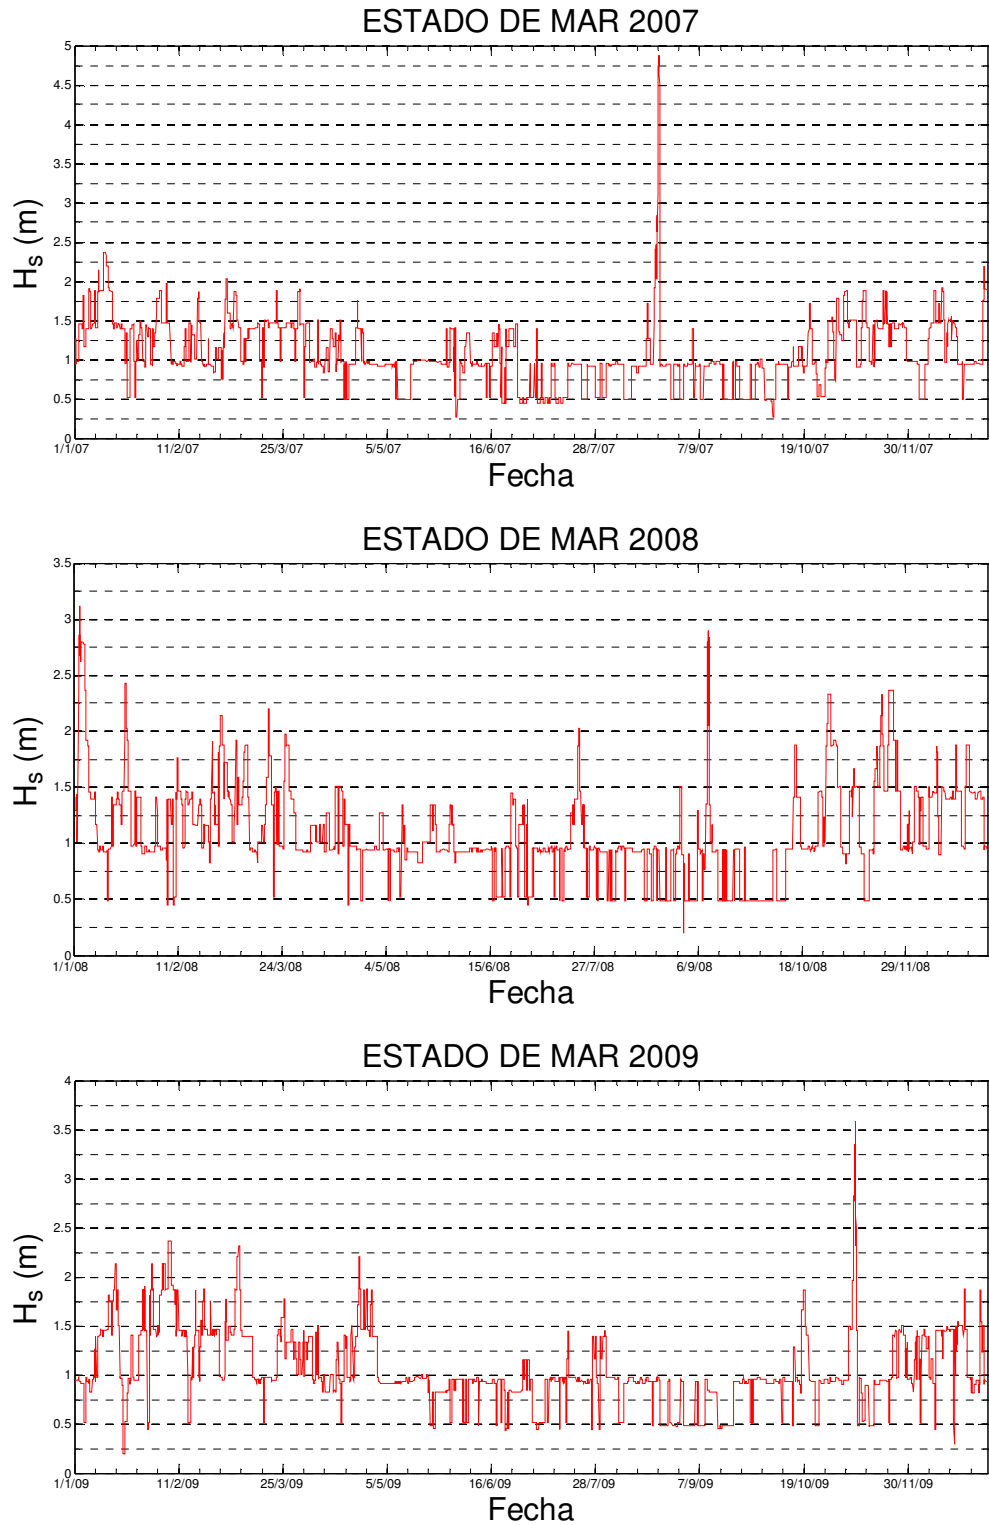 ESTADO DE MAR 2007
5
4.5
4
3.5
3
2.5
2
1.5
1
0.5
0
Hs (m)
1/1/07 11/2/07 25/3/07 5/5/07 16/6/07 28/7/07 7/9/07 19/10/07 30/11/07
Fecha
ESTADO DE MAR 2008
3.5
3
2.5
2
1.5
1
0.5
0
Hs (m)
1/1/08 11/2/08 24/3/08 4/5/08 15/6/08 27/7/08 6/9/08 18/10/08 29/11/08
Fecha
ESTADO DE MAR 2009
4
3.5
3
2.5
2
1.5
1
0.5
0
Hs (m)
1/1/09 11/2/09 25/3/09 5/5/09 16/6/09 28/7/09 7/9/09 19/10/09 30/11/09
Fecha